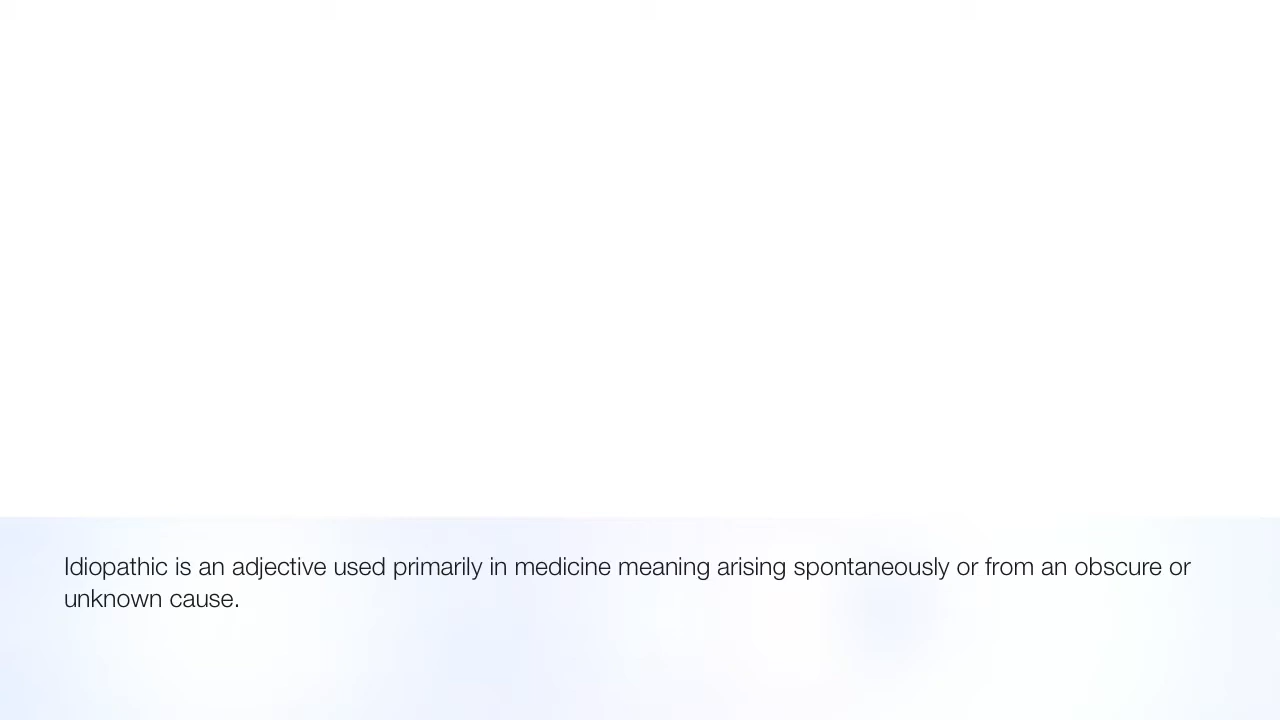 Idiopathic is an adjective used primarily in medicine meaning arising spontaneously or from an obscure or
unknown cause.